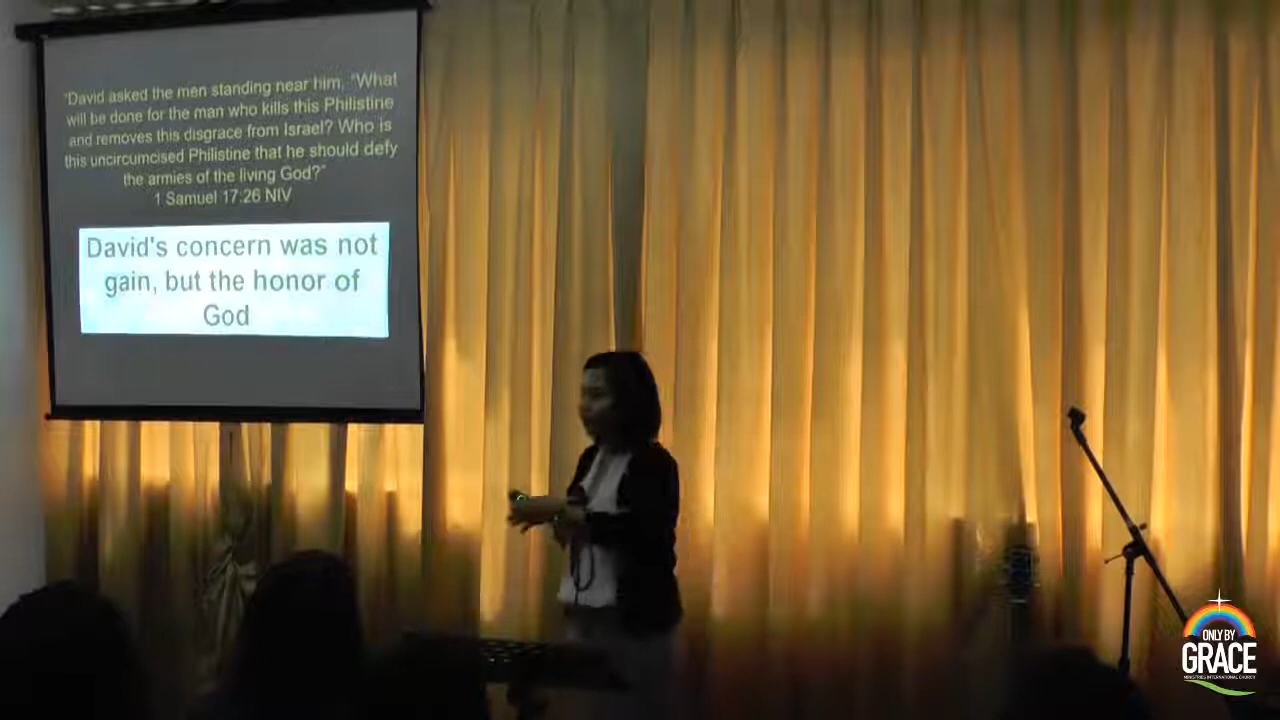 "David asked the men standing near him, "What
will be done for the man who kills this Philistine
and removes this disgrace from Israel? Who is
this uncircumcised Philistine that he should defy
the armies of the living God?"
1 Samuel 17:26 NIV
David's concern was not
gain, but the honor of
God
ONLY BY
GRACE
MINISTRIES INTERNATIONAL CHURCH